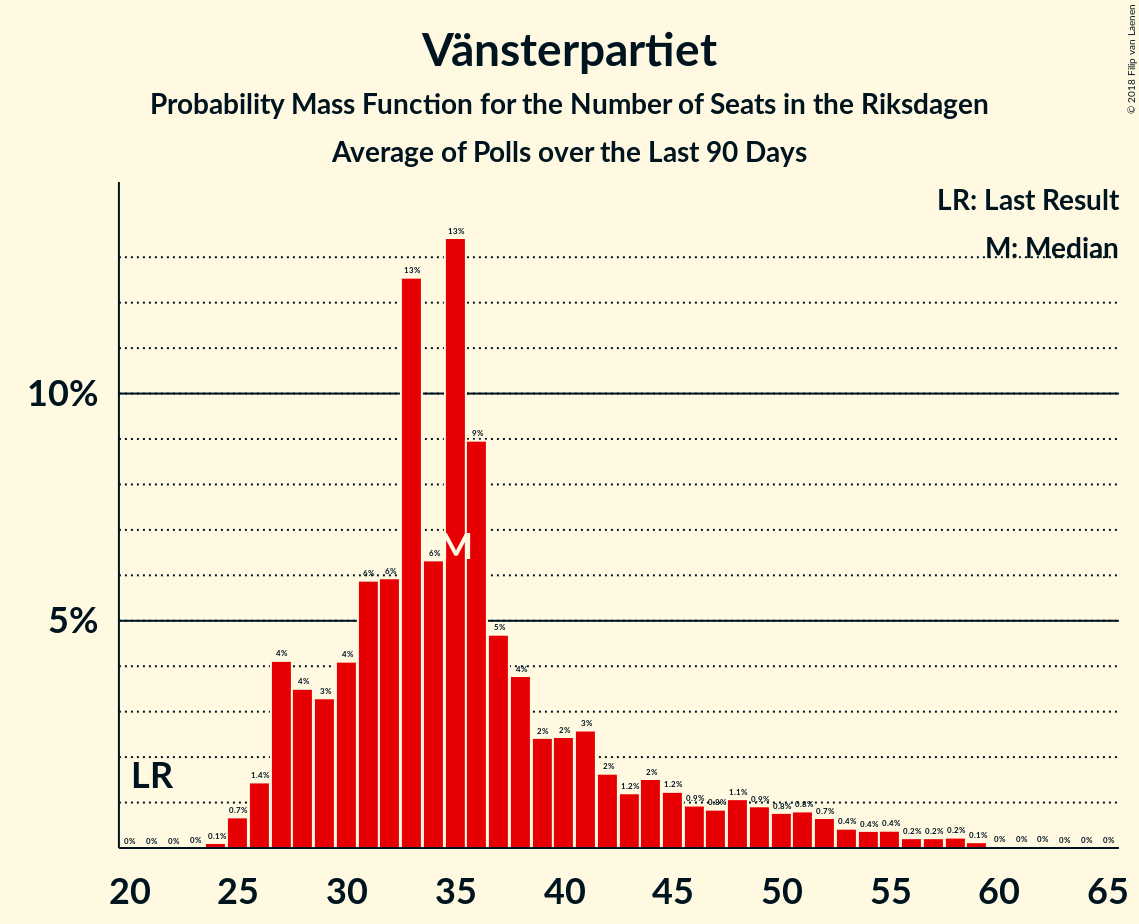 Vänsterpartiet
Probability Mass Function for the Number of Seats in the Riksdagen
Average of Polls over the Last 90 Days
© 2018 Filip van Laenen
LR: Last Result
M: Median
10%
5%
LR
M
0% 0% 0% 0% 0.1% 0.7% 1.4% 4% 4% 3% 4% 6% 6% 13% 6% 13% 9% 5% 4% 2% 2% 3% 2% 1.2% 2% 1.2% 0.9% 0.8% 1.1% 0.9% 0.8% 0.8% 0.7% 0.4% 0.4% 0.4% 0.2% 0.2% 0.2% 0.1% 0% 0% 0% 0% 0% 0%
20 25 30 35 40 45 50 55 60 65